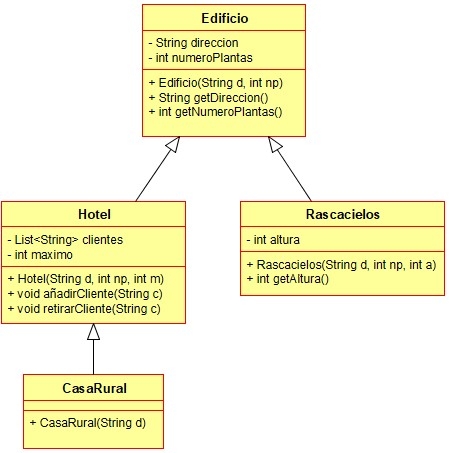 Edificio
- String direccion
- int numeroPlantas
+ Edificio(String d, int np)
+ String getDireccion()
+ int getNumeroPlantas()
Hotel
- List<String> clientes
- int maximo
+ Hotel(String d, int np, int m)
+ void añadirCliente(String c)
+ void retirarCliente(String c)
Rascacielos
- int altura
+ Rascacielos(String d, int np, int a)
+ int getAltura()
CasaRural
+ CasaRural(String d)